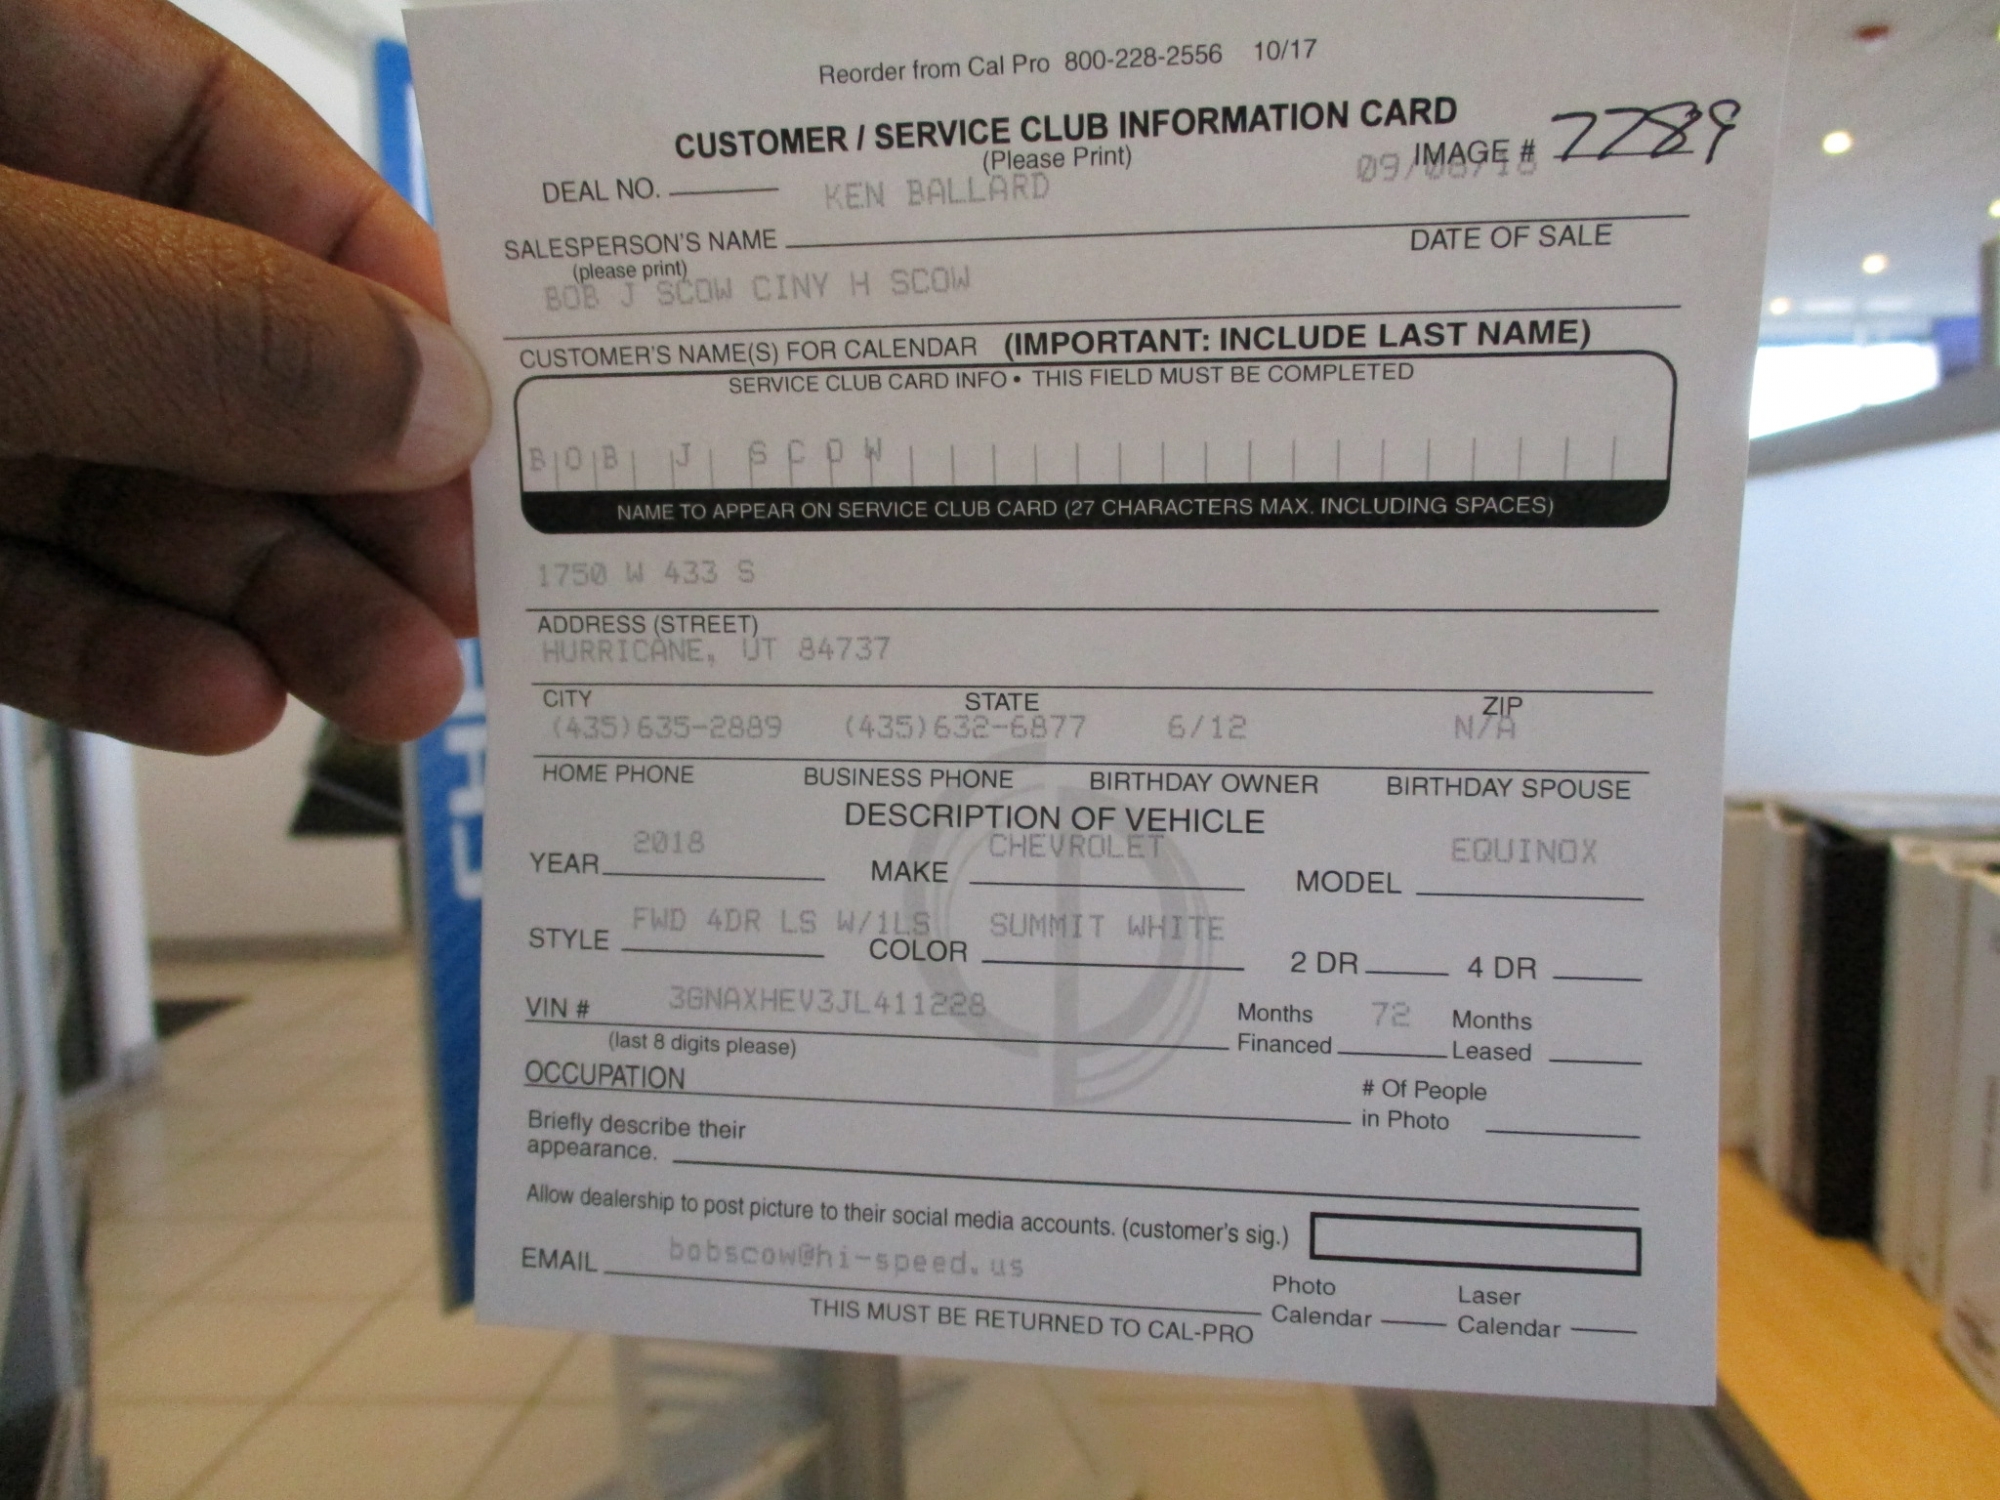 Reorder from Cal Pro 800-228-2556 10/17
CUSTOMER / SERVICE CLUB INFORMATION CARD
(Please Print)
IMAGE # 7789
09/08/18
DEAL NO.
KEN BALLARD
SALESPERSON'S NAME
DATE OF SALE
(please print)
BOB J SCOW CINY H SCOW
CUSTOMER'S NAME(S) FOR CALENDAR (IMPORTANT: INCLUDE LAST NAME)
SERVICE CLUB CARD INFO • THIS FIELD MUST BE COMPLETED
BOB J SCOW
NAME TO APPEAR ON SERVICE CLUB CARD (27 CHARACTERS MAX. INCLUDING SPACES)
1750 W 433 S
ADDRESS (STREET)
HURRICANE, UT 84737
CITY STATE ZIP
(435)635-2889 (435)632-6877 6/12 N/A
HOME PHONE BUSINESS PHONE BIRTHDAY OWNER BIRTHDAY SPOUSE
DESCRIPTION OF VEHICLE
YEAR 2018 MAKE CHEVROLET MODEL EQUINOX
STYLE FWD 4DR LS W/1LS COLOR SUMMIT WHITE 2 DR 4 DR
VIN # 3GNAXHEV3JL411228
(last 8 digits please)
Months Financed 72 Months Leased
OCCUPATION
# Of People in Photo
Briefly describe their
appearance.
Allow dealership to post picture to their social media accounts. (customer's sig.)
EMAIL bobscow@hi-speed.us
Photo Calendar Laser Calendar
THIS MUST BE RETURNED TO CAL-PRO